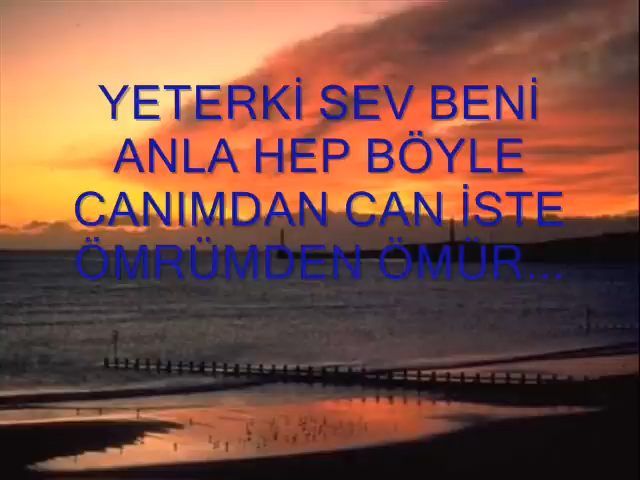 YETERKİ SEV BENİ
ANLA HEP BÖYLE
CANIMDAN CAN İSTE
ÖMRÜMDEN ÖMÜR...